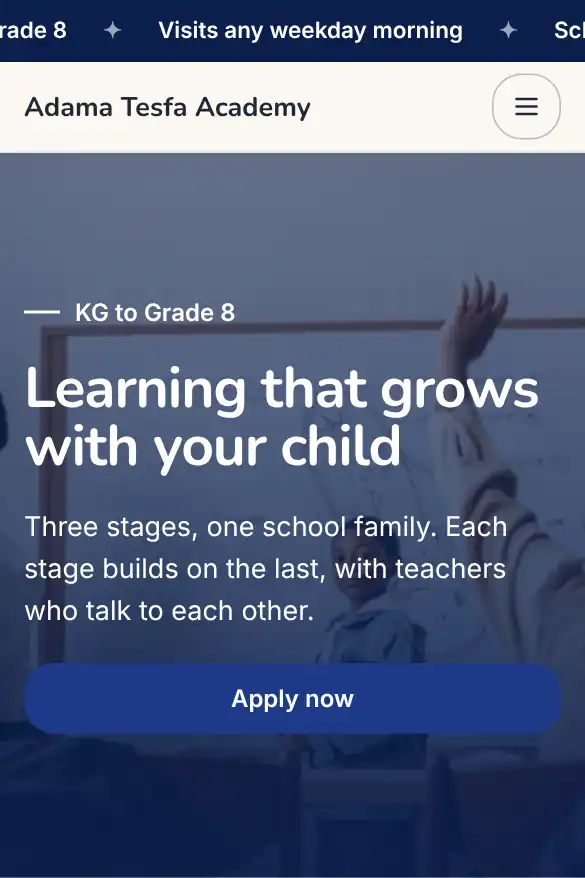 rade 8 ✦ Visits any weekday morning ✦ Sch
Adama Tesfa Academy
KG to Grade 8
Learning that grows
with your child
Three stages, one school family. Each
stage builds on the last, with teachers
who talk to each other.
Apply now